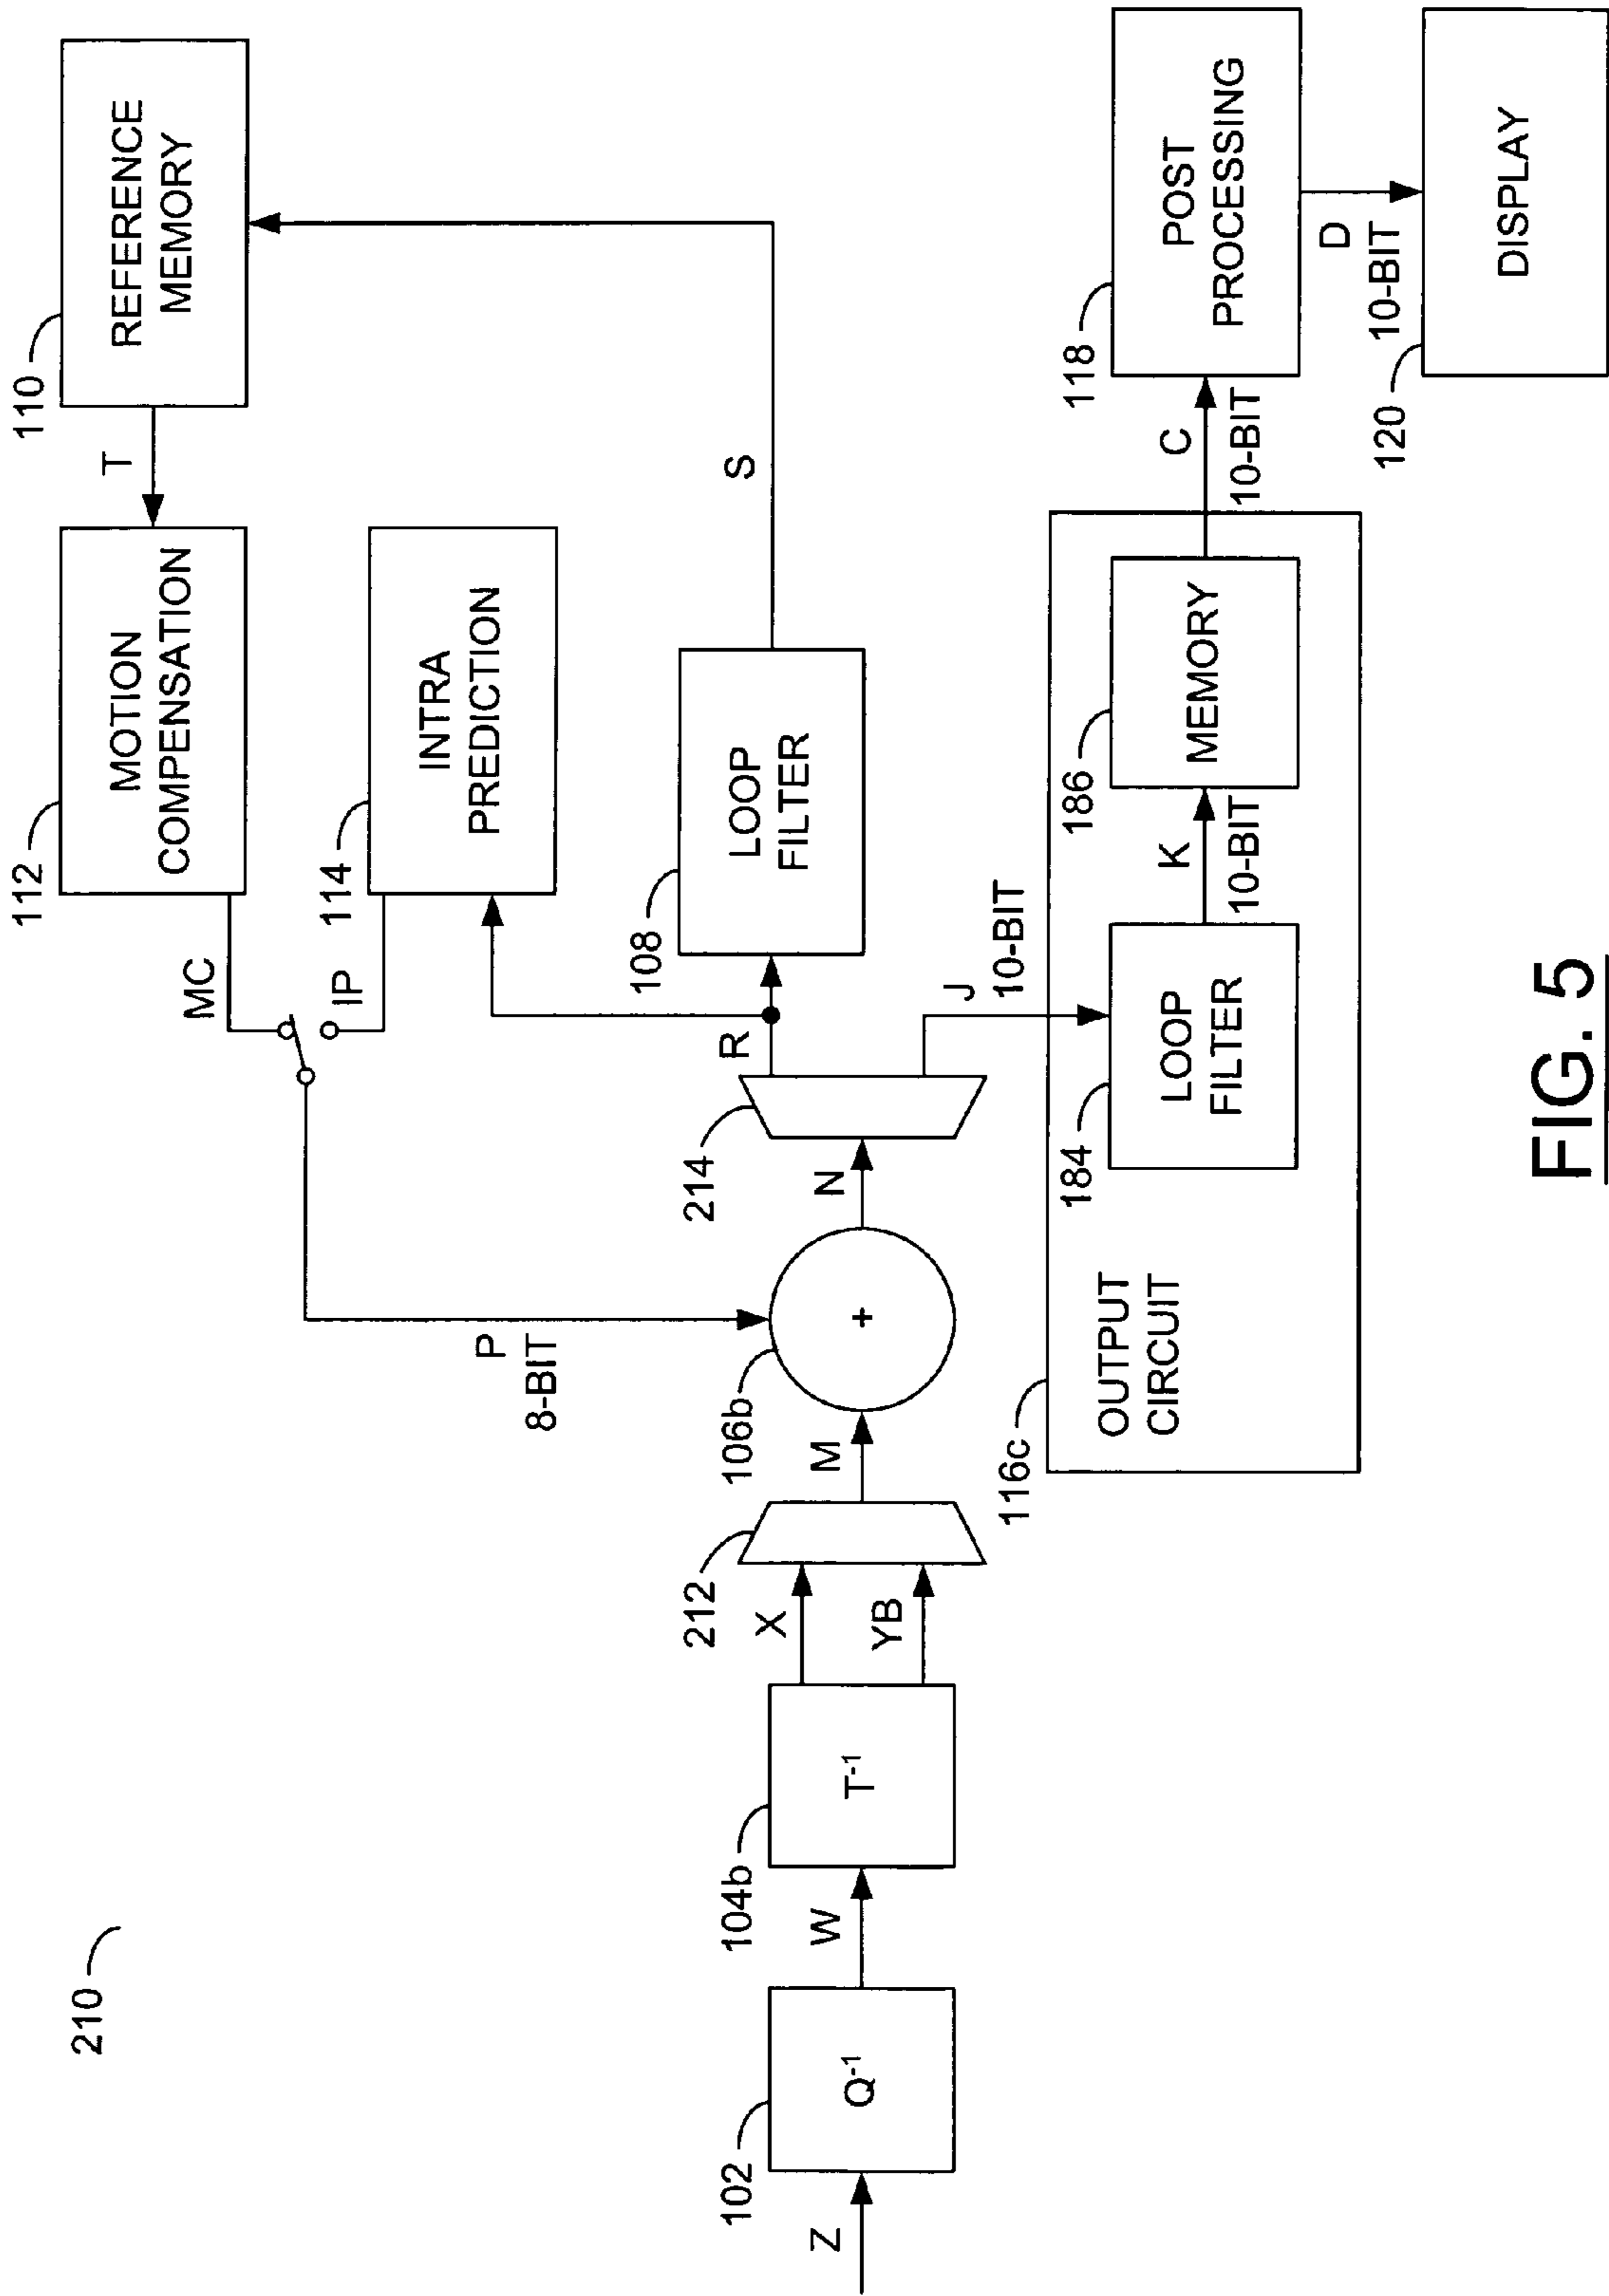 210
110
REFERENCE
MEMORY
T
112
MOTION
COMPENSATION
MC
114
INTRA
PREDICTION
IP
P
8-BIT
S
108
LOOP
FILTER
R
102
Q-1
Z
W
104b
T-1
X
YB
212
M
106b
+
N
214
J
10-BIT
116c
OUTPUT
CIRCUIT
184
LOOP
FILTER
K
10-BIT
186
MEMORY
C
10-BIT
118
POST
PROCESSING
D
10-BIT
120
DISPLAY
FIG. 5